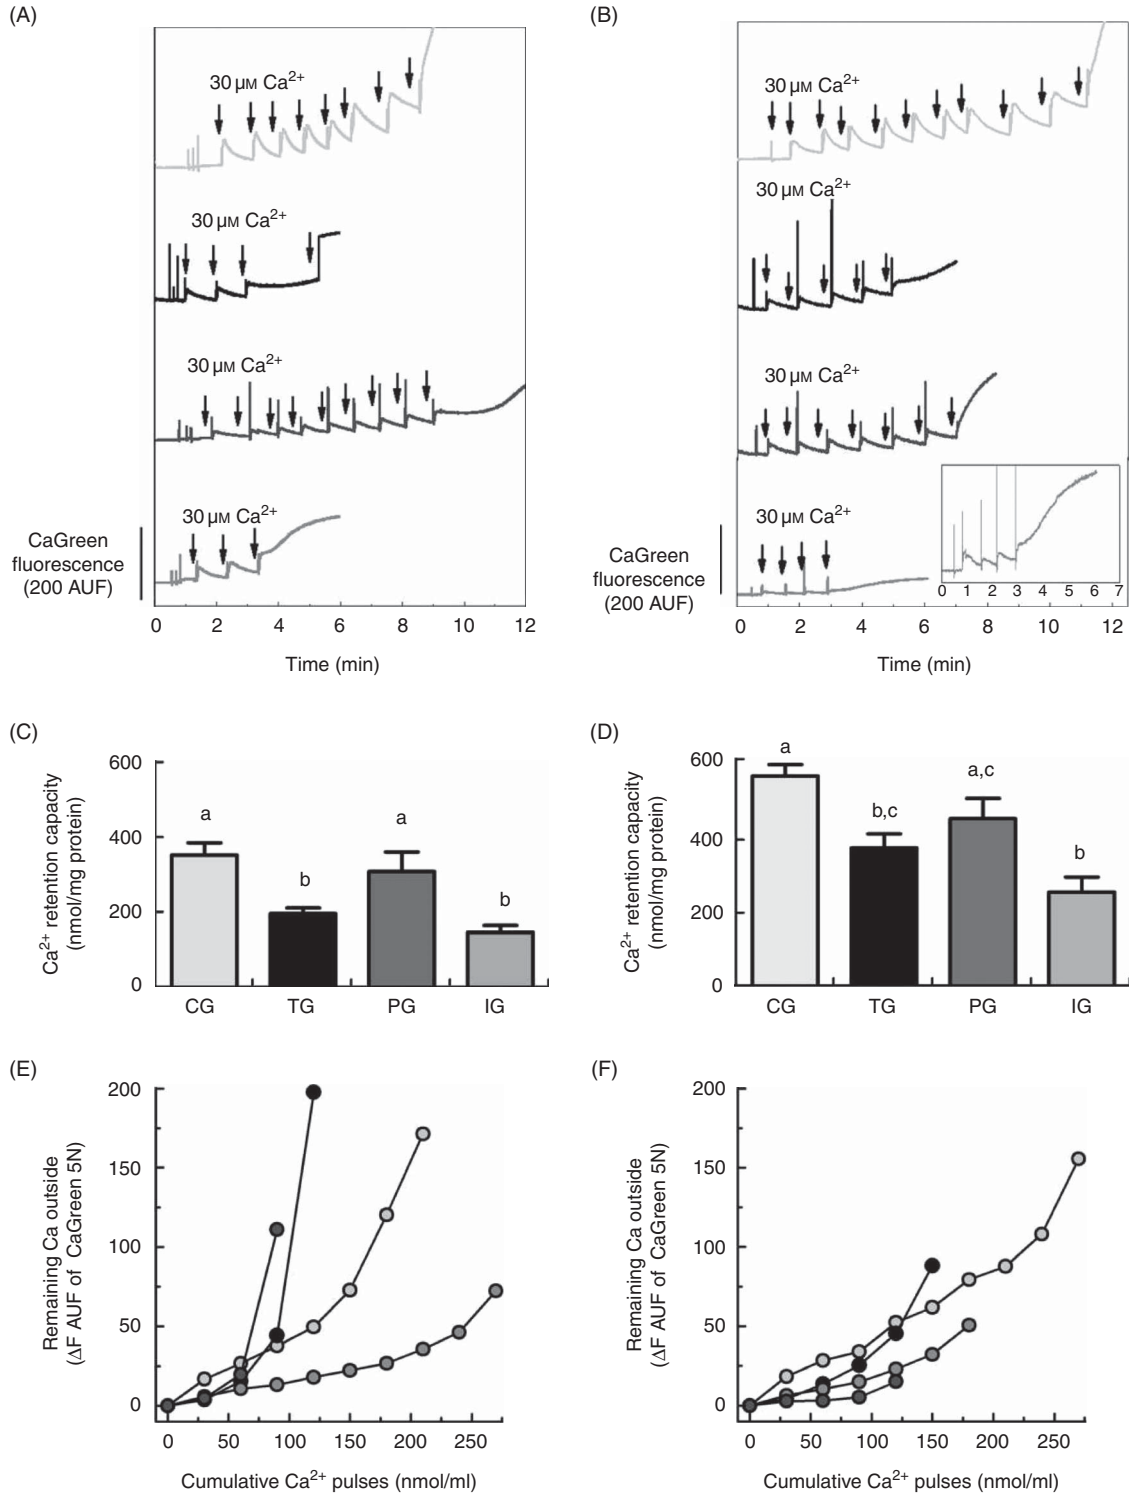 (A)
30 µM Ca2+
30 µM Ca2+
30 µM Ca2+
30 µM Ca2+
CaGreen
fluorescence
(200 AUF)
0 2 4 6 8 10 12
Time (min)
(B)
30 µM Ca2+
30 µM Ca2+
30 µM Ca2+
30 µM Ca2+
CaGreen
fluorescence
(200 AUF)
0 1 2 3 4 5 6 7
0 2 4 6 8 10 12
Time (min)
(C)
Ca2+ retention capacity
(nmol/mg protein)
600
400
200
0
a
b
a
b
CG TG PG IG
(D)
Ca2+ retention capacity
(nmol/mg protein)
600
400
200
0
a
b,c
a,c
b
CG TG PG IG
(E)
Remaining Ca outside
(ΔF AUF of CaGreen 5N)
200
150
100
50
0
0 50 100 150 200 250
Cumulative Ca2+ pulses (nmol/ml)
(F)
Remaining Ca outside
(ΔF AUF of CaGreen 5N)
200
150
100
50
0
0 50 100 150 200 250
Cumulative Ca2+ pulses (nmol/ml)